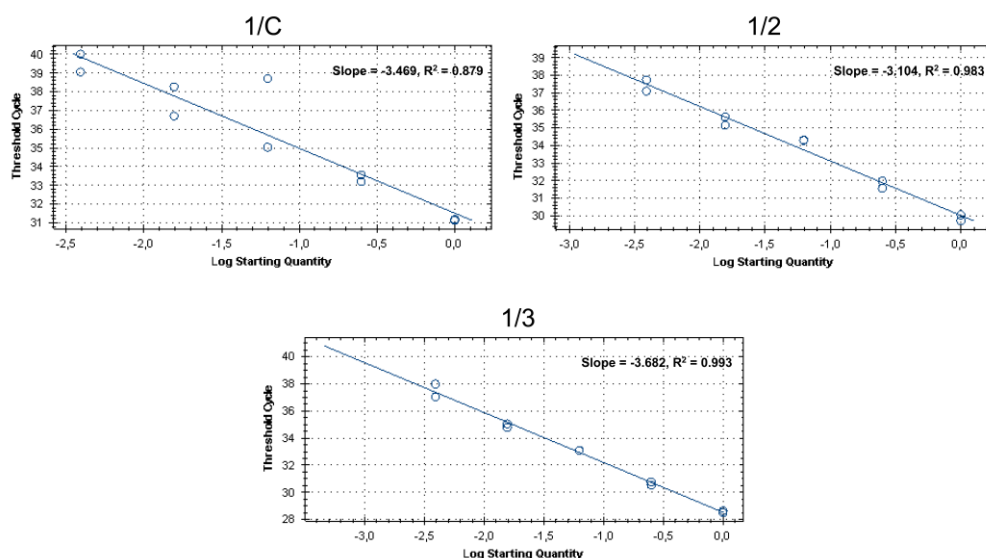 1/C
Slope = -3.469, R² = 0.879
Threshold Cycle
40
39
38
37
36
35
34
33
32
31
-2,5 -2,0 -1,5 -1,0 -0,5 0,0
Log Starting Quantity
1/2
Slope = -3.104, R² = 0.983
Threshold Cycle
39
38
37
36
35
34
33
32
31
30
-3,0 -2,5 -2,0 -1,5 -1,0 -0,5 0,0
Log Starting Quantity
1/3
Slope = -3.682, R² = 0.993
Threshold Cycle
40
38
36
34
32
30
28
-3,0 -2,5 -2,0 -1,5 -1,0 -0,5 0,0
Log Starting Quantity